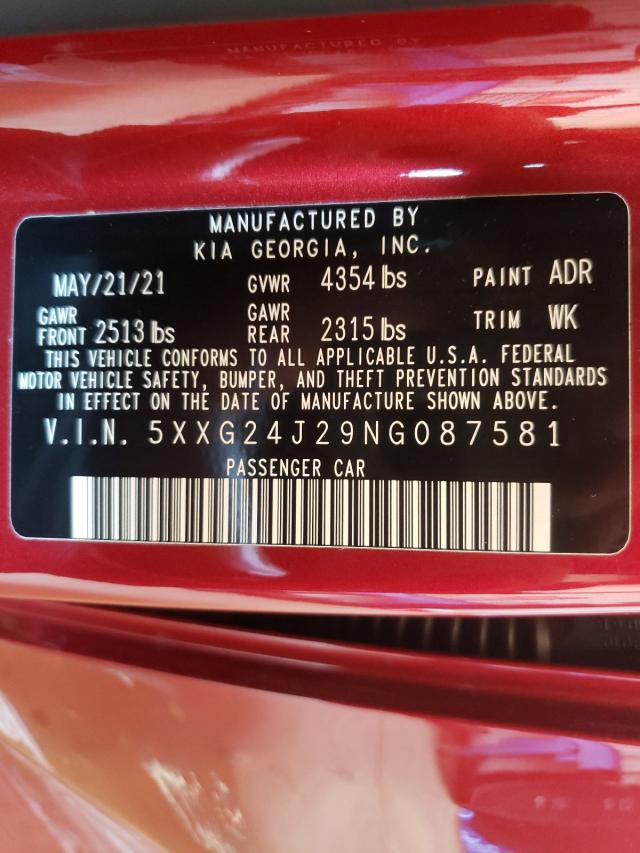 MANUFACTURED BY
KIA GEORGIA, INC.
MAY/21/21 GVWR 4354 lbs PAINT ADR
GAWR FRONT 2513 lbs GAWR REAR 2315 lbs TRIM WK
THIS VEHICLE CONFORMS TO ALL APPLICABLE U.S.A. FEDERAL
MOTOR VEHICLE SAFETY, BUMPER, AND THEFT PREVENTION STANDARDS
IN EFFECT ON THE DATE OF MANUFACTURE SHOWN ABOVE.
V.I.N. 5XXG24J29NG087581
PASSENGER CAR